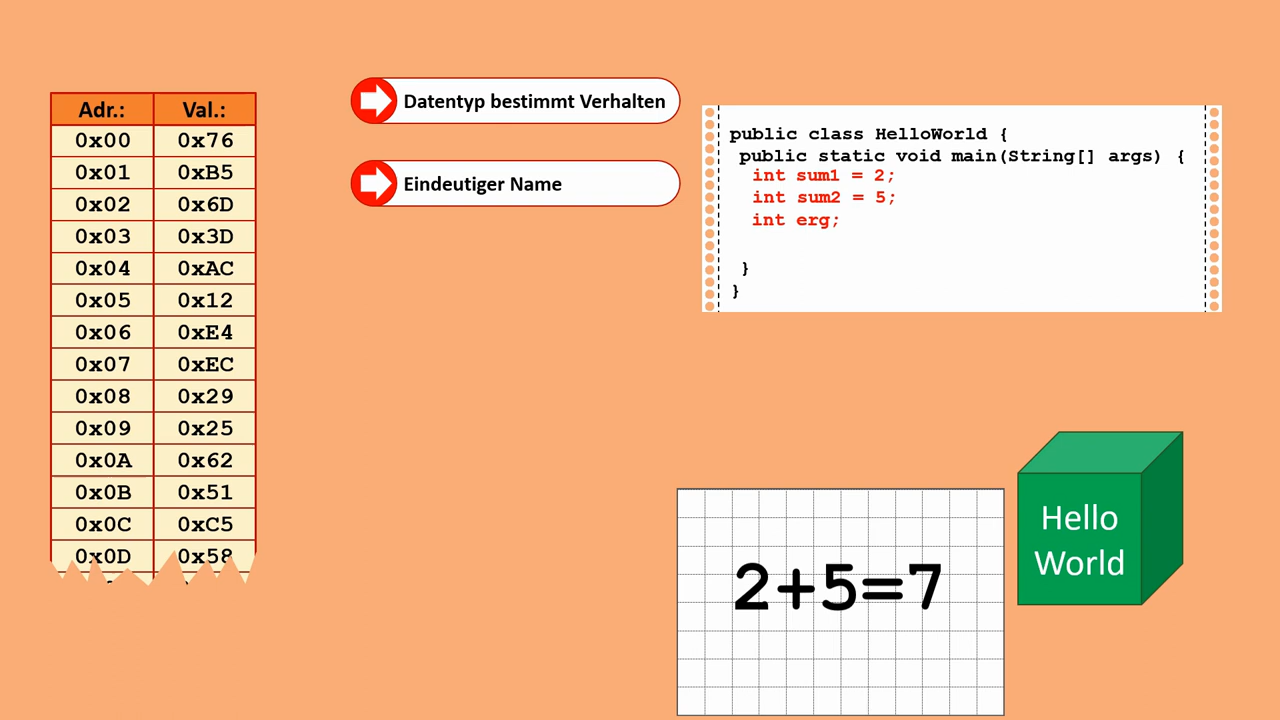 Adr.: Val.:
0x00 0x76
0x01 0xB5
0x02 0x6D
0x03 0x3D
0x04 0xAC
0x05 0x12
0x06 0xE4
0x07 0xEC
0x08 0x29
0x09 0x25
0x0A 0x62
0x0B 0x51
0x0C 0xC5
0x0D 0x58
Datentyp bestimmt Verhalten
Eindeutiger Name
public class HelloWorld {
public static void main(String[] args) {
int sum1 = 2;
int sum2 = 5;
int erg;
}
}
2+5=7
Hello
World